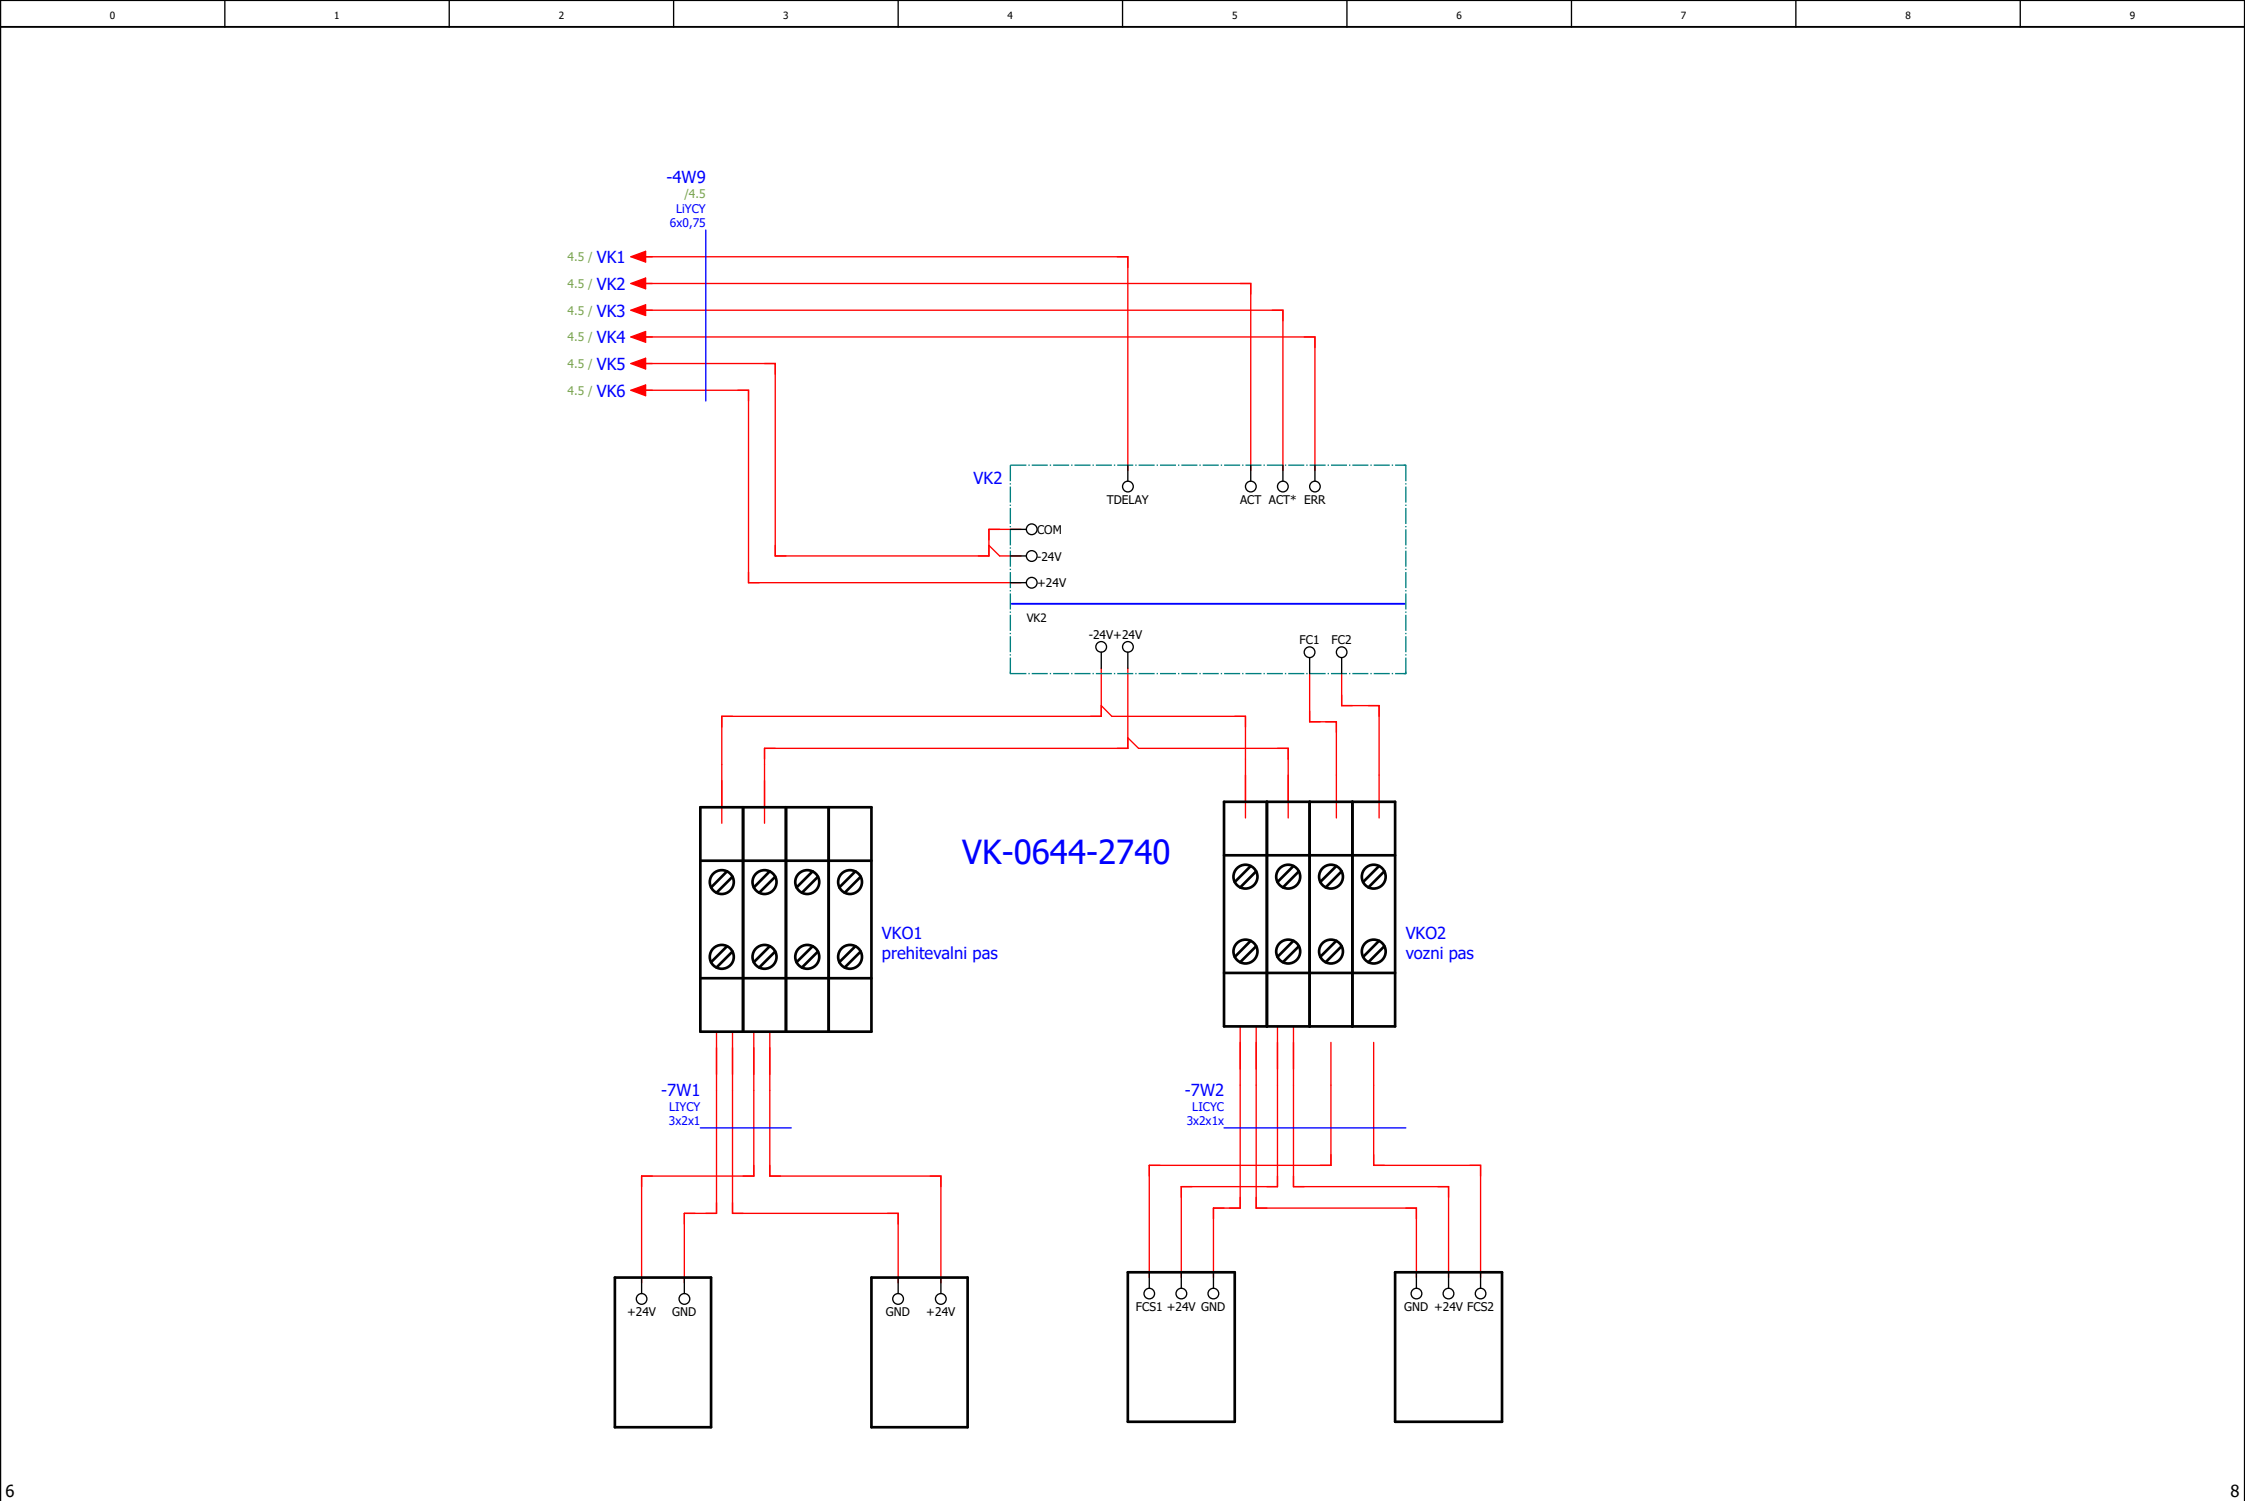 0 1 2 3 4 5 6 7 8 9
-4W9
/4.5
LiYCY
6x0,75
4.5 / VK1
4.5 / VK2
4.5 / VK3
4.5 / VK4
4.5 / VK5
4.5 / VK6
VK2
TDELAY ACT ACT* ERR
COM
-24V
+24V
VK2
-24V +24V FC1 FC2
VK-0644-2740
VKO1
prehitevalni pas
VKO2
vozni pas
-7W1
LIYCY
3x2x1
-7W2
LICYC
3x2x1x
+24V GND
GND +24V
FCS1 +24V GND
GND +24V FCS2
6
8